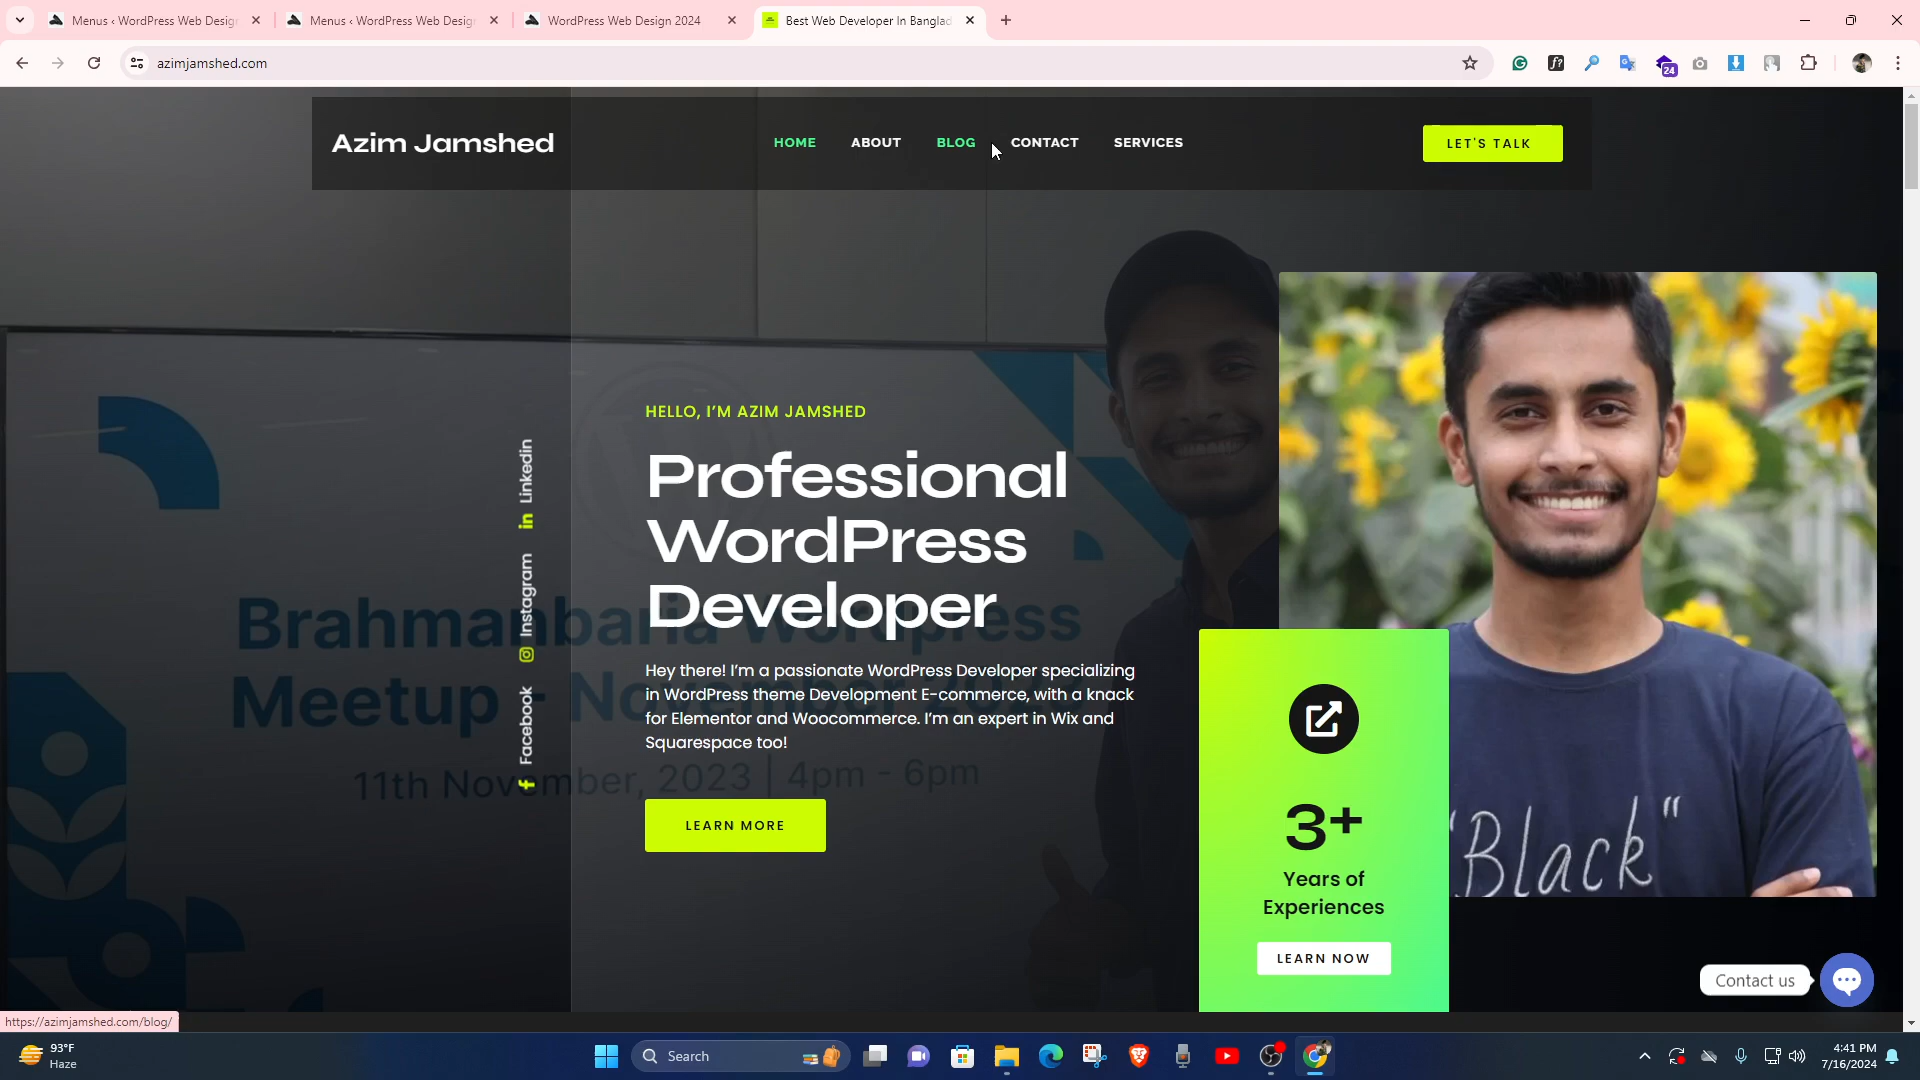 Menus ‹ WordPress Web Desig
Menus ‹ WordPress Web Desig
WordPress Web Design 2024
Best Web Developer In Banglad
azimjamshed.com
24
Azim Jamshed
HOME
ABOUT
BLOG
CONTACT
SERVICES
LET'S TALK
HELLO, I'M AZIM JAMSHED
Professional
WordPress
Developer
Hey there! I'm a passionate WordPress Developer specializing
in WordPress theme Development E-commerce, with a knack
for Elementor and Woocommerce. I'm an expert in Wix and
Squarespace too!
LEARN MORE
Linkedin
Instagram
Facebook
Brahmanbaria Wordpress
Meetup - November
11th November, 2023 | 4pm - 6pm
"Black"
3+
Years of
Experiences
LEARN NOW
Contact us
https://azimjamshed.com/blog/
93°F
Haze
Search
4:41 PM
7/16/2024